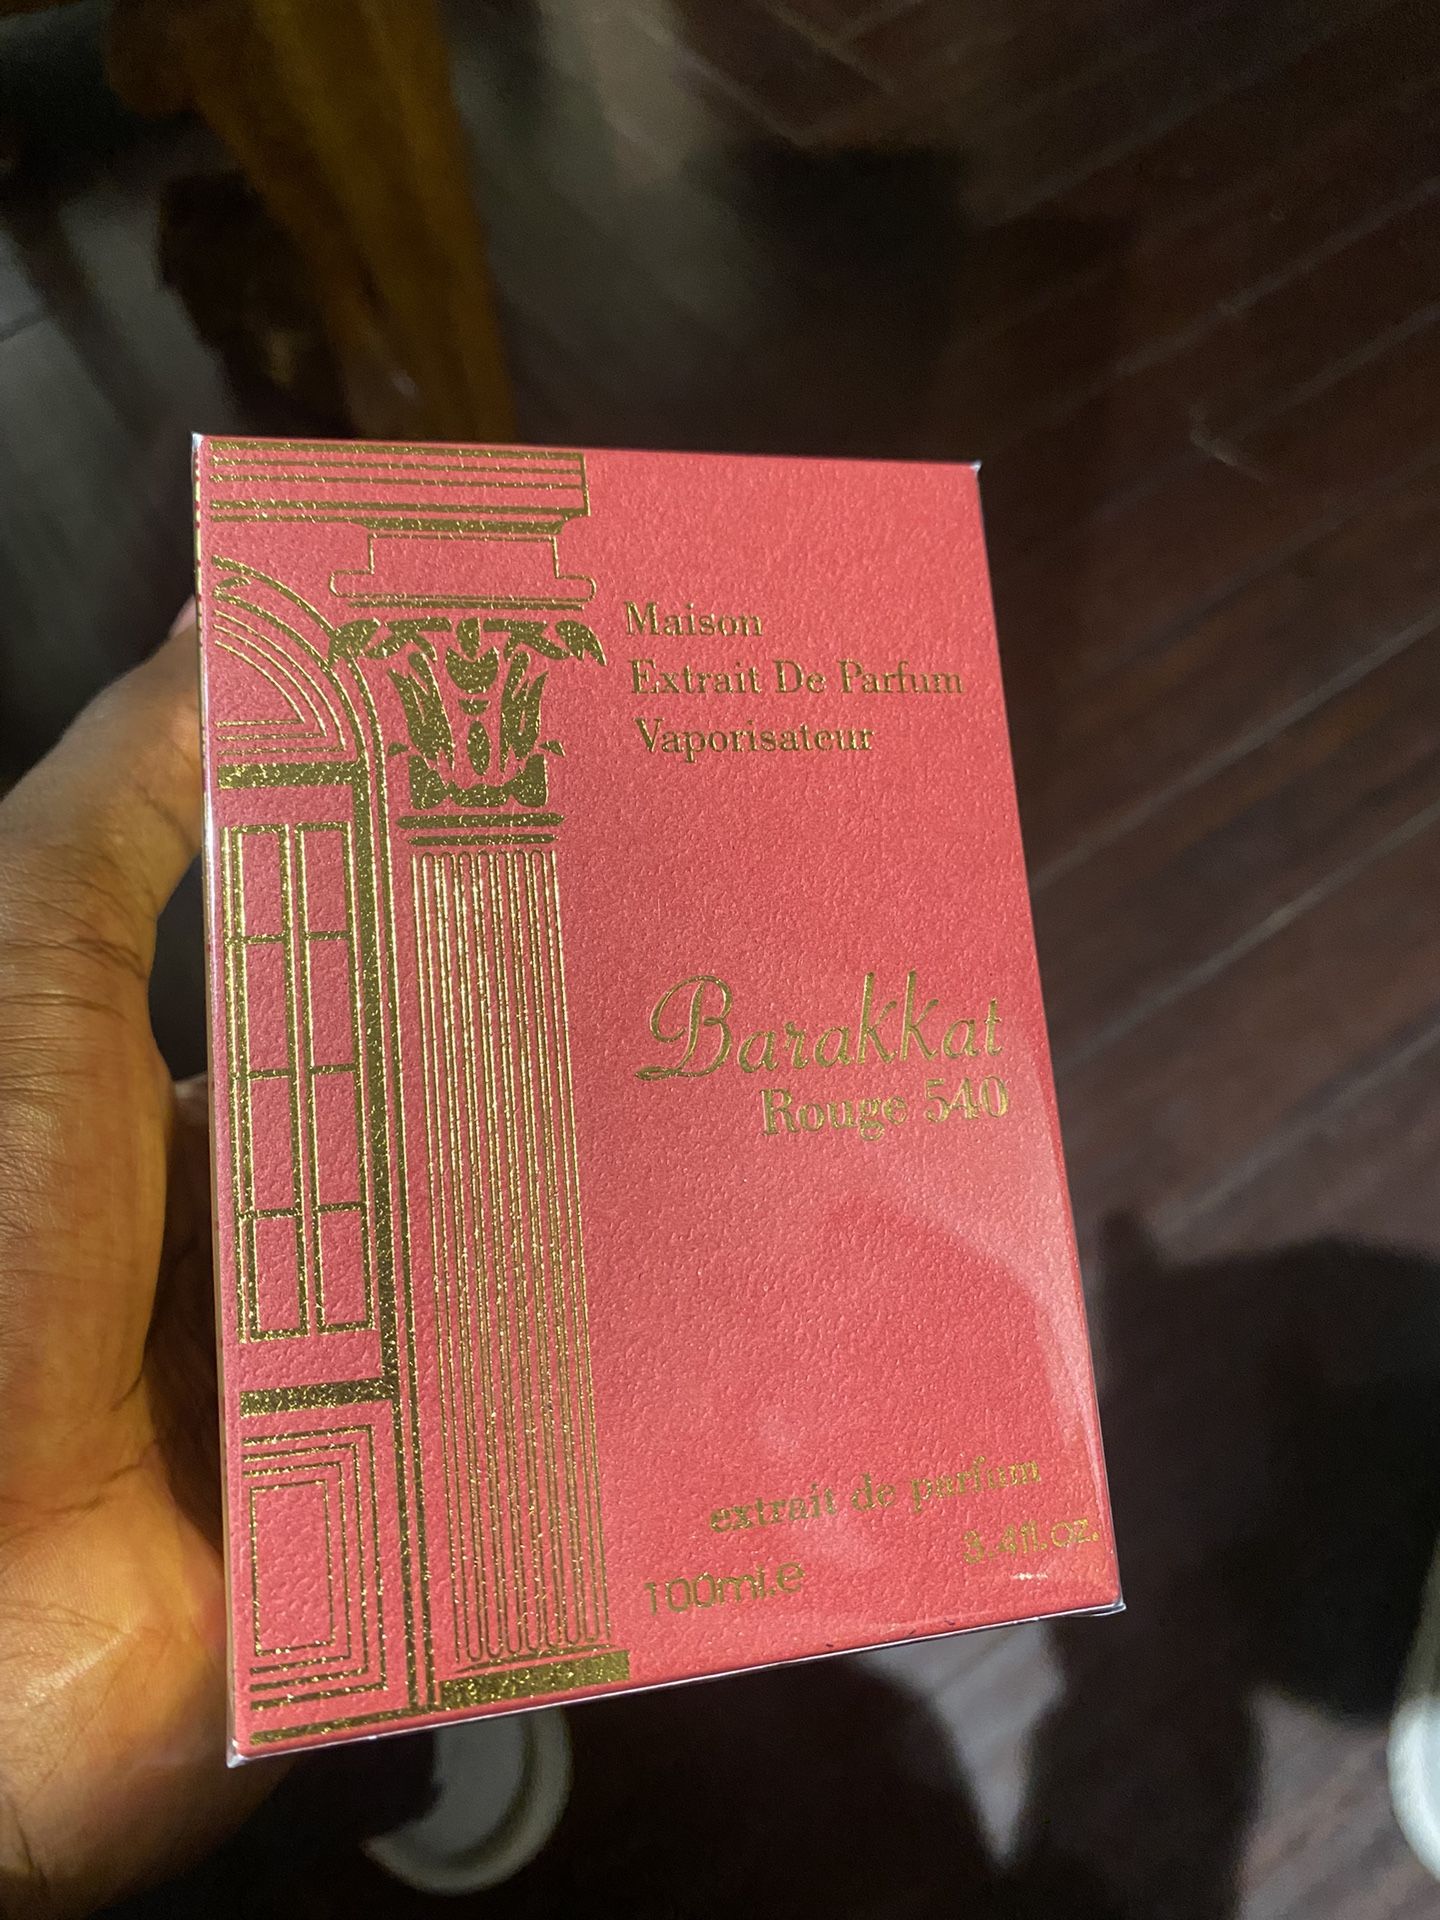 Maison
Extrait De Parfum
Vaporisateur
Barakkat
Rouge 540
extrait de parfum
3.4fl.oz.
100ml.e